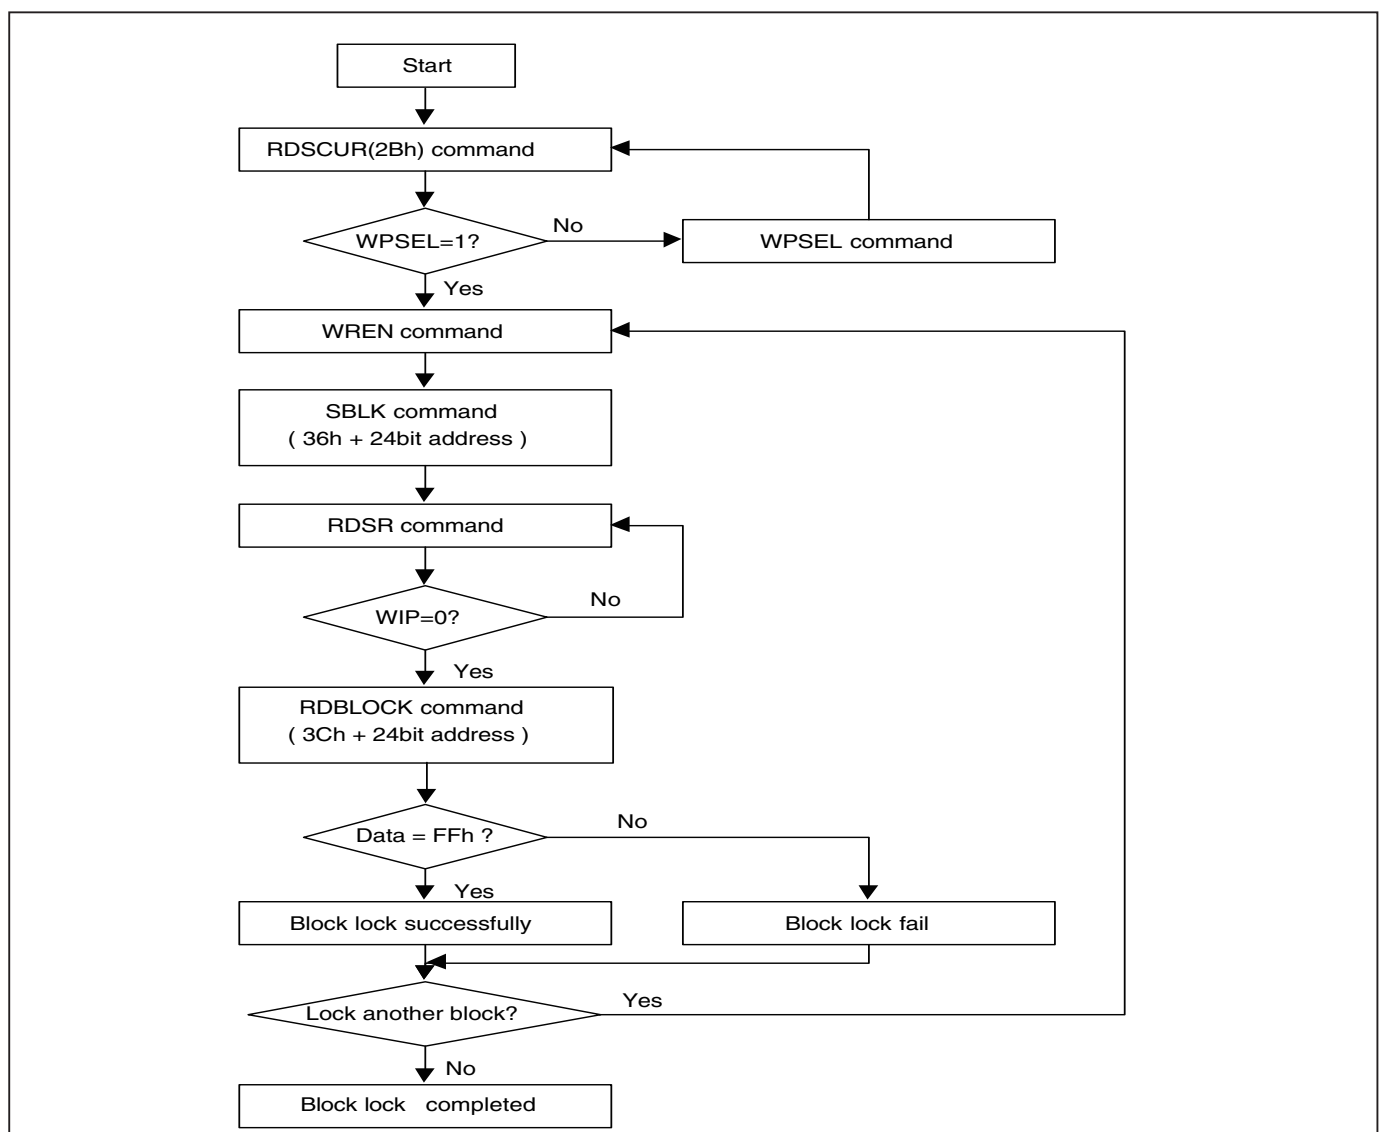 Start
RDSCUR(2Bh) command
WPSEL=1?
No
WPSEL command
Yes
WREN command
SBLK command
( 36h + 24bit address )
RDSR command
WIP=0?
No
Yes
RDBLOCK command
( 3Ch + 24bit address )
Data = FFh ?
No
Yes
Block lock successfully
Block lock fail
Lock another block?
Yes
No
Block lock completed